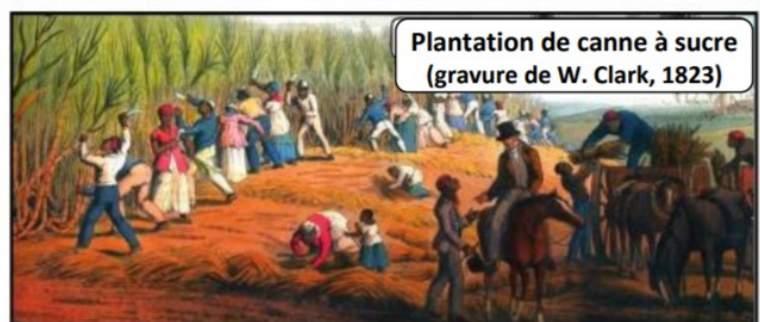 Plantation de canne à sucre
(gravure de W. Clark, 1823)